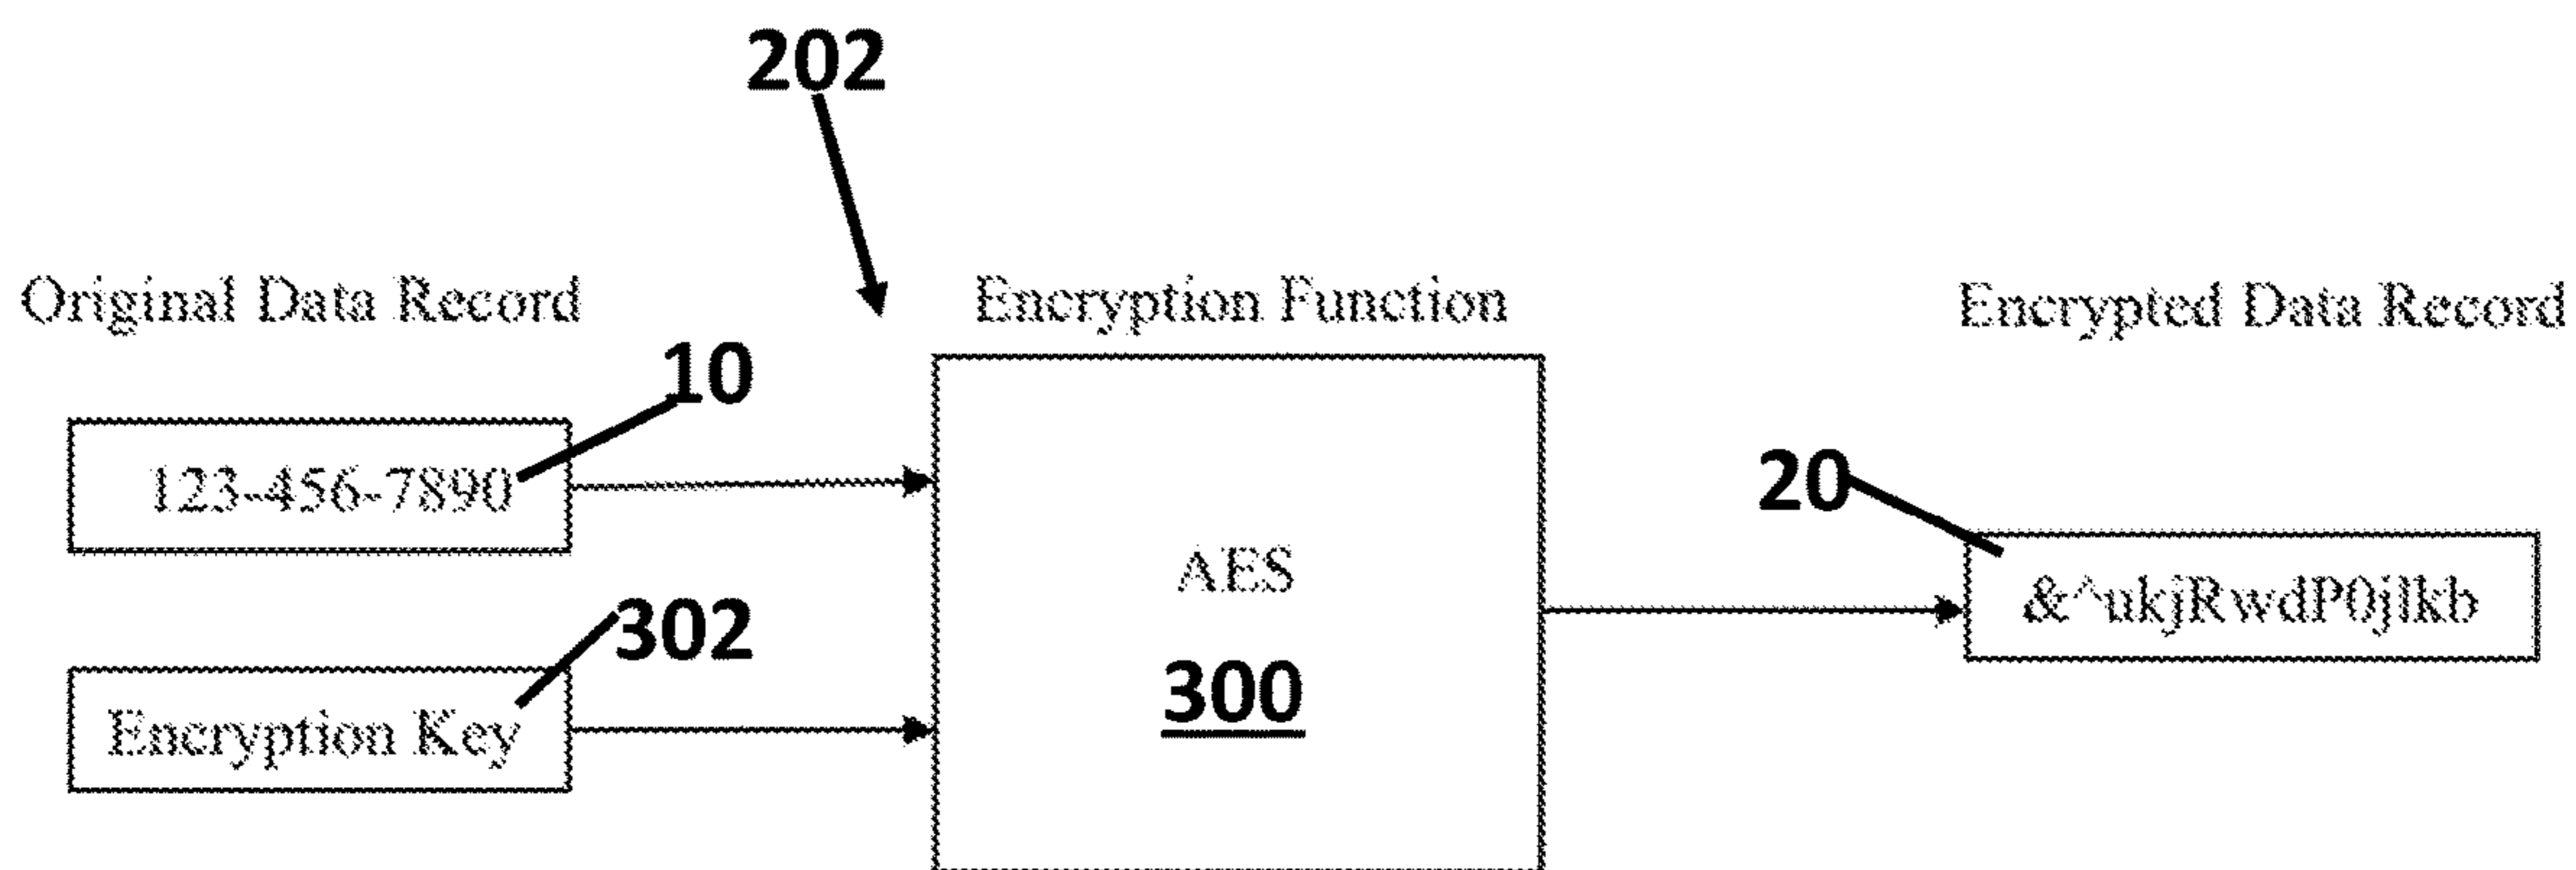 202
Original Data Record
Encryption Function
Encrypted Data Record
10
123-456-7890
20
AES
&^ukjRwdP0jlkb
302
300
Encryption Key